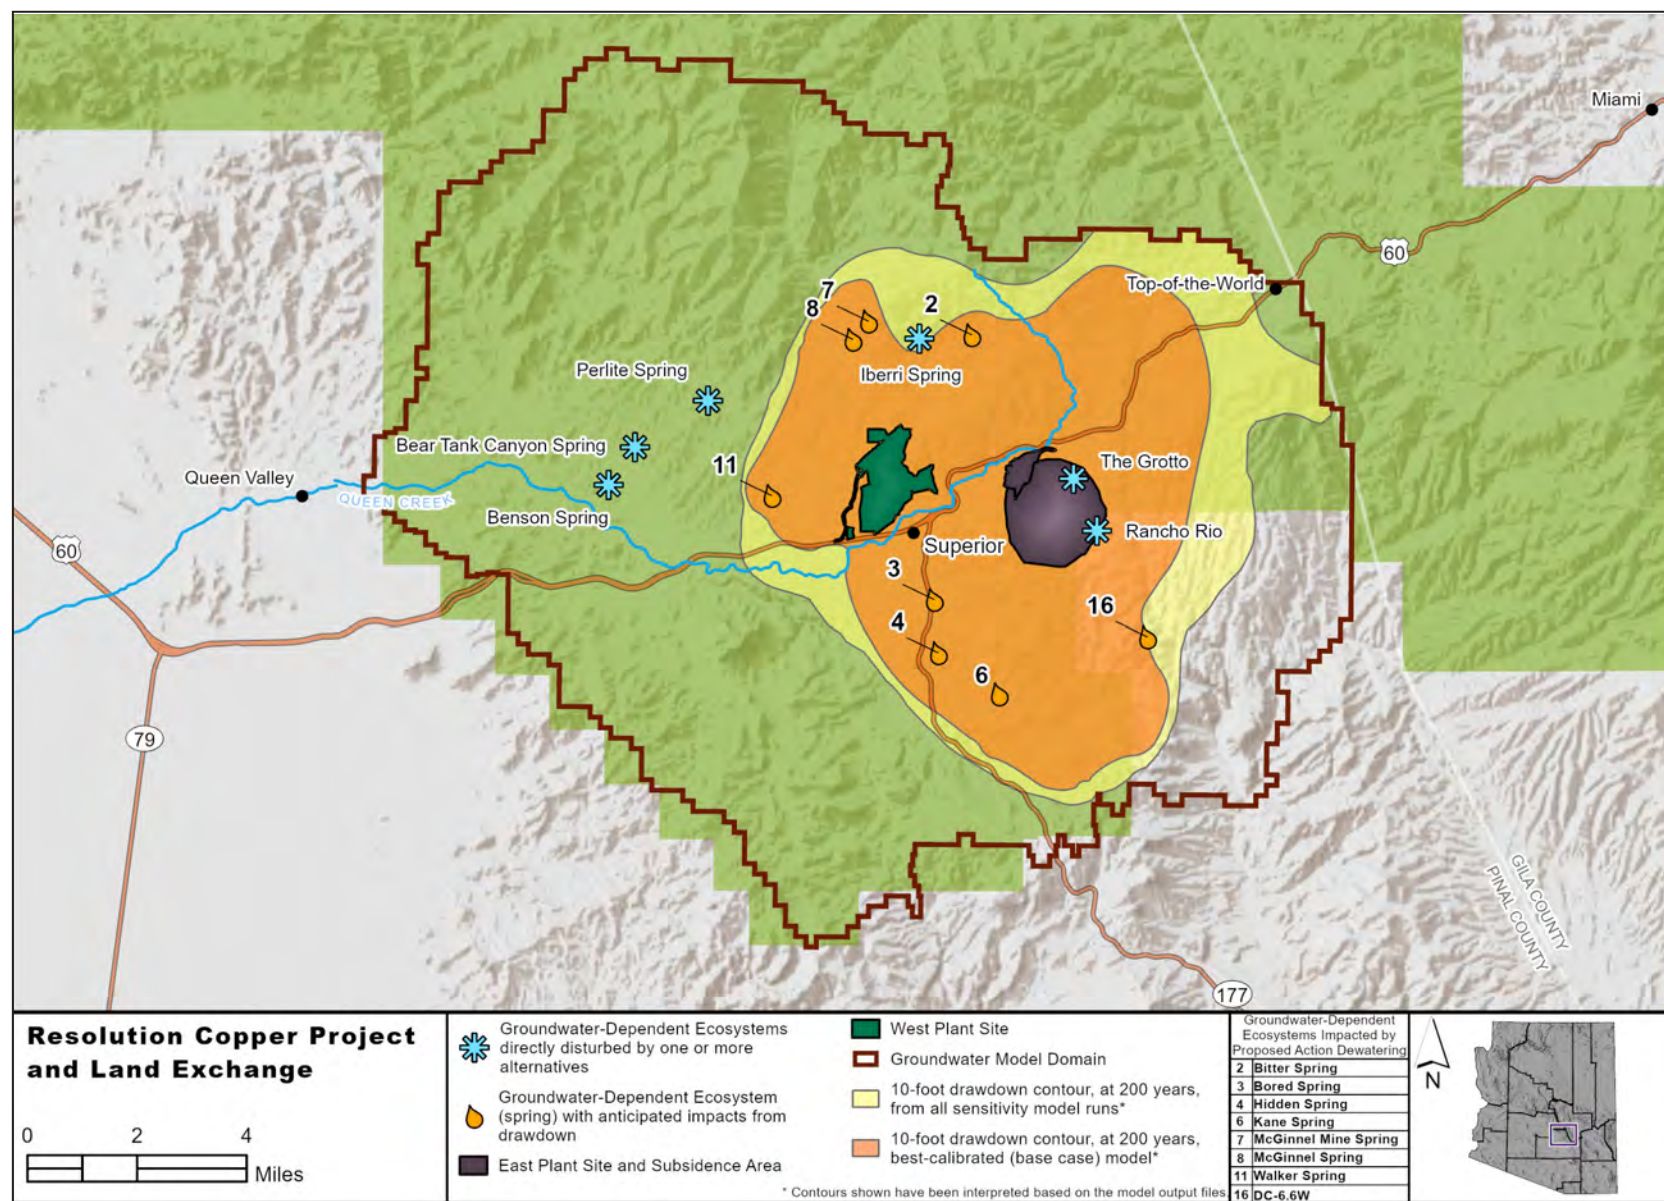 Miami
60
Top-of-the-World
7
8
2
Iberri Spring
Perlite Spring
Bear Tank Canyon Spring
11
The Grotto
Queen Valley
QUEEN CREEK
Benson Spring
Rancho Rio
Superior
60
3
16
4
6
79
GILA COUNTY
PINAL COUNTY
177
Resolution Copper Project
and Land Exchange
0 2 4
Miles
Groundwater-Dependent Ecosystems
directly disturbed by one or more
alternatives
Groundwater-Dependent Ecosystem
(spring) with anticipated impacts from
drawdown
East Plant Site and Subsidence Area
West Plant Site
Groundwater Model Domain
10-foot drawdown contour, at 200 years,
from all sensitivity model runs*
10-foot drawdown contour, at 200 years,
best-calibrated (base case) model*
* Contours shown have been interpreted based on the model output files
Groundwater-Dependent
Ecosystems Impacted by
Proposed Action Dewatering
2 Bitter Spring
3 Bored Spring
4 Hidden Spring
6 Kane Spring
7 McGinnel Mine Spring
8 McGinnel Spring
11 Walker Spring
16 DC-6.6W
N